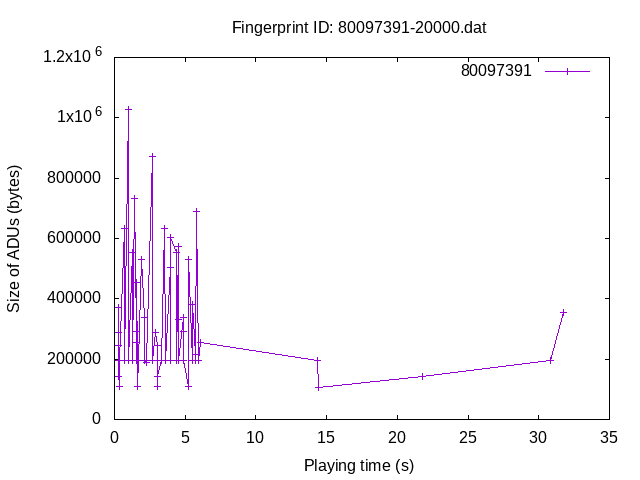 Fingerprint ID: 80097391-20000.dat
80097391
1.2x10^6
1x10^6
800000
600000
400000
200000
0
Size of ADUs (bytes)
0 5 10 15 20 25 30 35
Playing time (s)